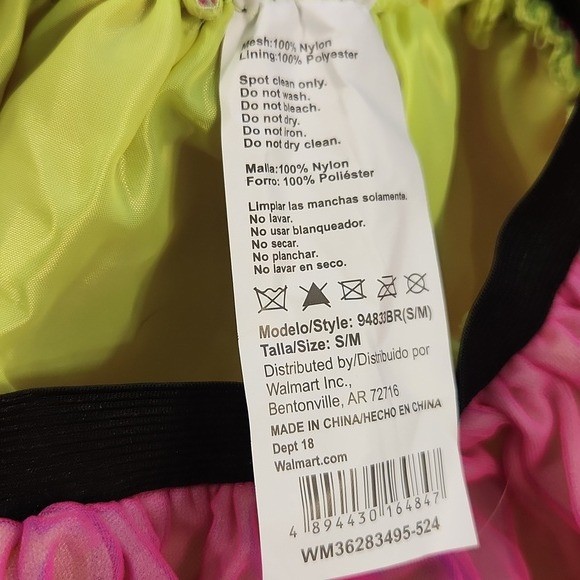 Mesh:100% Nylon
Lining:100% Polyester
Spot clean only.
Do not wash.
Do not bleach.
Do not dry.
Do not iron.
Do not dry clean.
Malla:100% Nylon
Forro: 100% Poliéster
Limpiar las manchas solamente.
No lavar.
No usar blanqueador.
No secar.
No planchar.
No lavar en seco.
Modelo/Style: 94833BR(S/M)
Talla/Size: S/M
Distributed by/Distribuido por
Walmart Inc.,
Bentonville, AR 72716
MADE IN CHINA/HECHO EN CHINA
Dept 18
Walmart.com
4 894430 164847
WM36283495-524